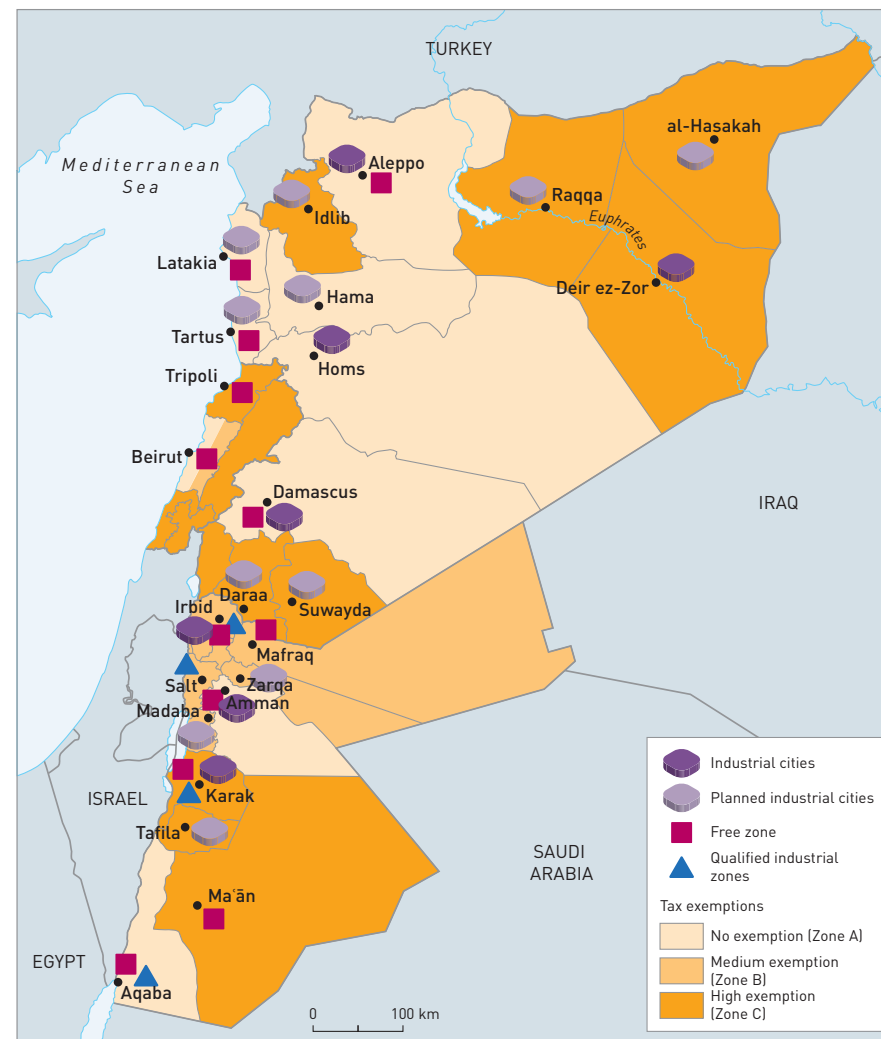 TURKEY
al-Hasakah
Mediterranean
Sea
Aleppo
Raqqa
Idlib
Euphrates
Latakia
Deir ez-Zor
Hama
Tartus
Homs
Tripoli
Beirut
Damascus
IRAQ
Daraa
Irbid
Suwayda
Mafraq
Salt
Zarqa
Amman
Madaba
ISRAEL
Karak
Tafila
SAUDI
ARABIA
Maʿān
EGYPT
Aqaba
0
100 km
Industrial cities
Planned industrial cities
Free zone
Qualified industrial
zones
Tax exemptions
No exemption (Zone A)
Medium exemption
(Zone B)
High exemption
(Zone C)